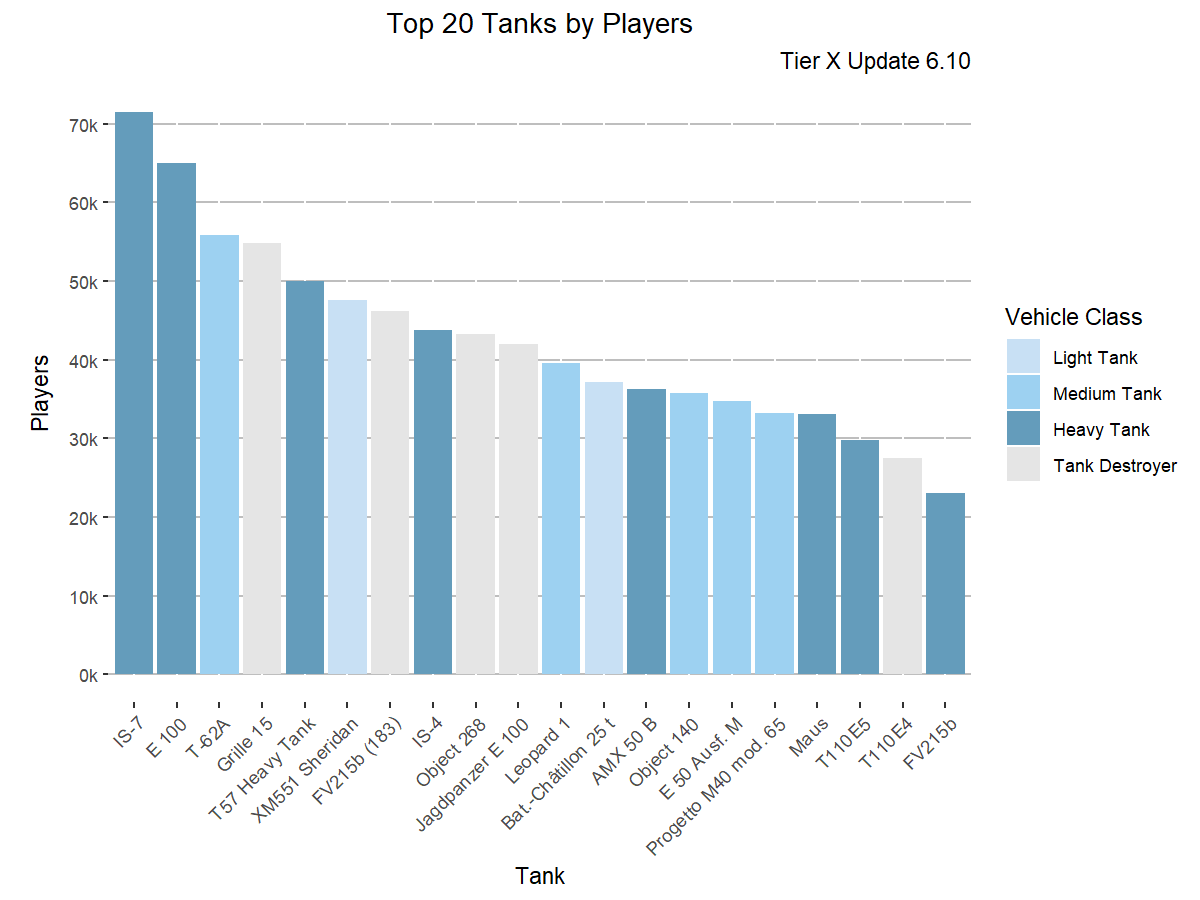 Top 20 Tanks by Players
Tier X Update 6.10
Players
70k
60k
50k
40k
30k
20k
10k
0k
IS-7
E 100
T-62A
Grille 15
T57 Heavy Tank
XM551 Sheridan
FV215b (183)
IS-4
Object 268
Jagdpanzer E 100
Leopard 1
Bat.-Châtillon 25 t
AMX 50 B
Object 140
E 50 Ausf. M
Progetto M40 mod. 65
Maus
T110E5
T110E4
FV215b
Tank
Vehicle Class
Light Tank
Medium Tank
Heavy Tank
Tank Destroyer